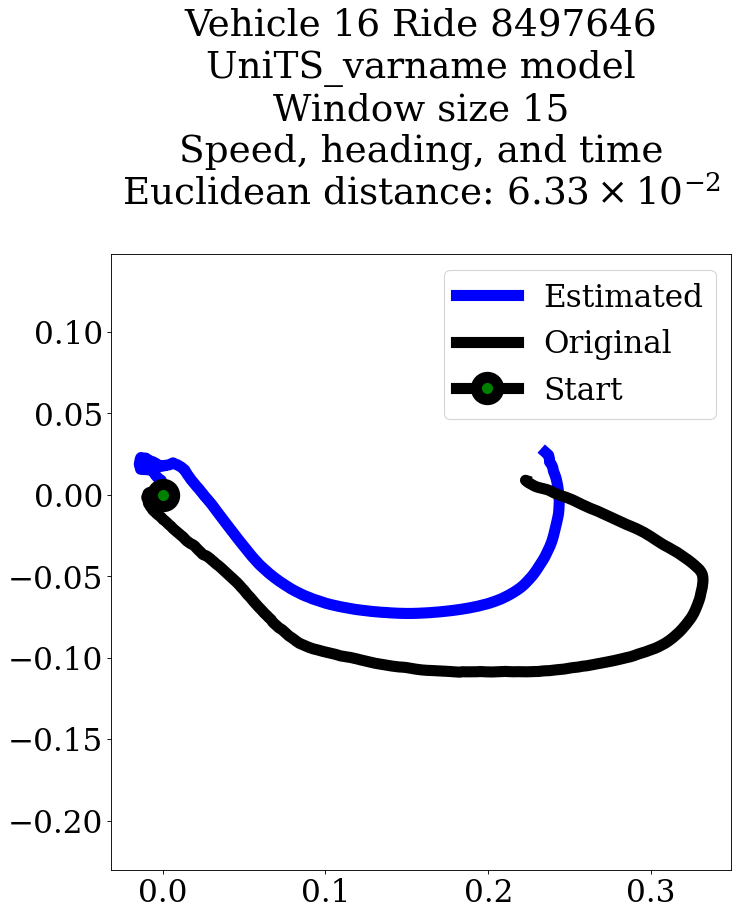 Vehicle 16 Ride 8497646
UniTS_varname model
Window size 15
Speed, heading, and time
Euclidean distance: 6.33 × 10⁻²
Estimated
Original
Start
0.10
0.05
0.00
−0.05
−0.10
−0.15
−0.20
0.0 0.1 0.2 0.3